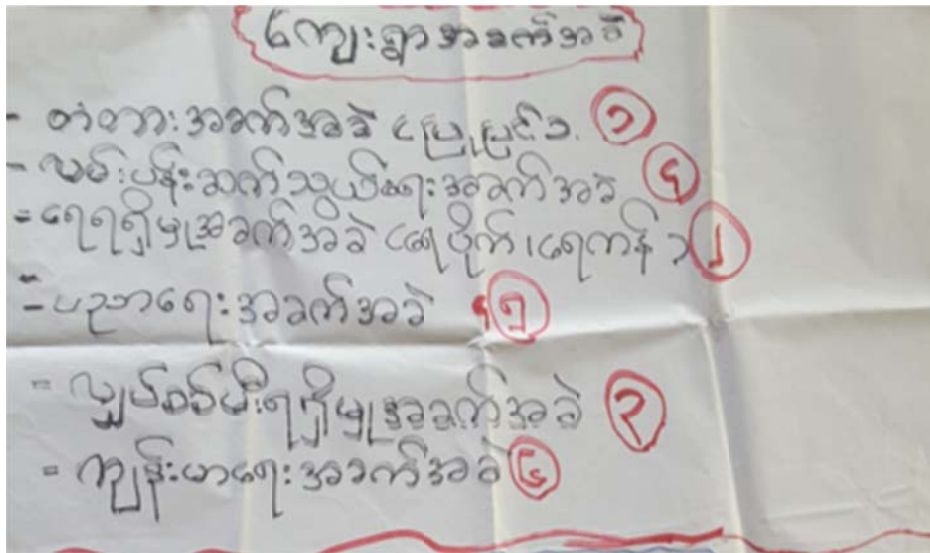 ကျေးရွာအခက်အခဲ
- တံတားအခက်အခဲ (ပြုပြင်) ၁
- လမ်းပန်းဆက်သွယ်ရေးအခက်အခဲ ၄
- ရေရရှိမှုအခက်အခဲ (ရေပိုက်၊ ရေကန်)
- ပညာရေးအခက်အခဲ ၅
- လျှပ်စစ်မီးရရှိမှုအခက်အခဲ ၃
- ကျန်းမာရေးအခက်အခဲ ၆